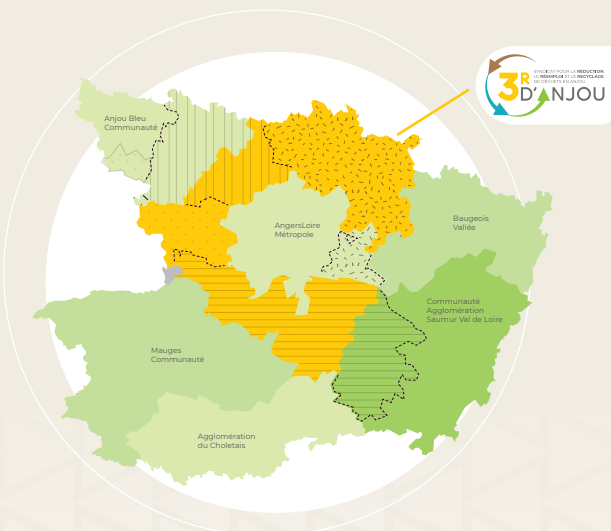 SYNDICAT POUR LA RÉDUCTION,
LE RÉEMPLOI ET LE RECYCLAGE
DE DÉCHETS EN ANJOU
3R
D'ANJOU
Anjou Bleu
Communauté
AngersLoire
Métropole
Baugeois
Vallée
Communauté
Agglomération
Saumur Val de Loire
Mauges
Communauté
Agglomération
du Choletais